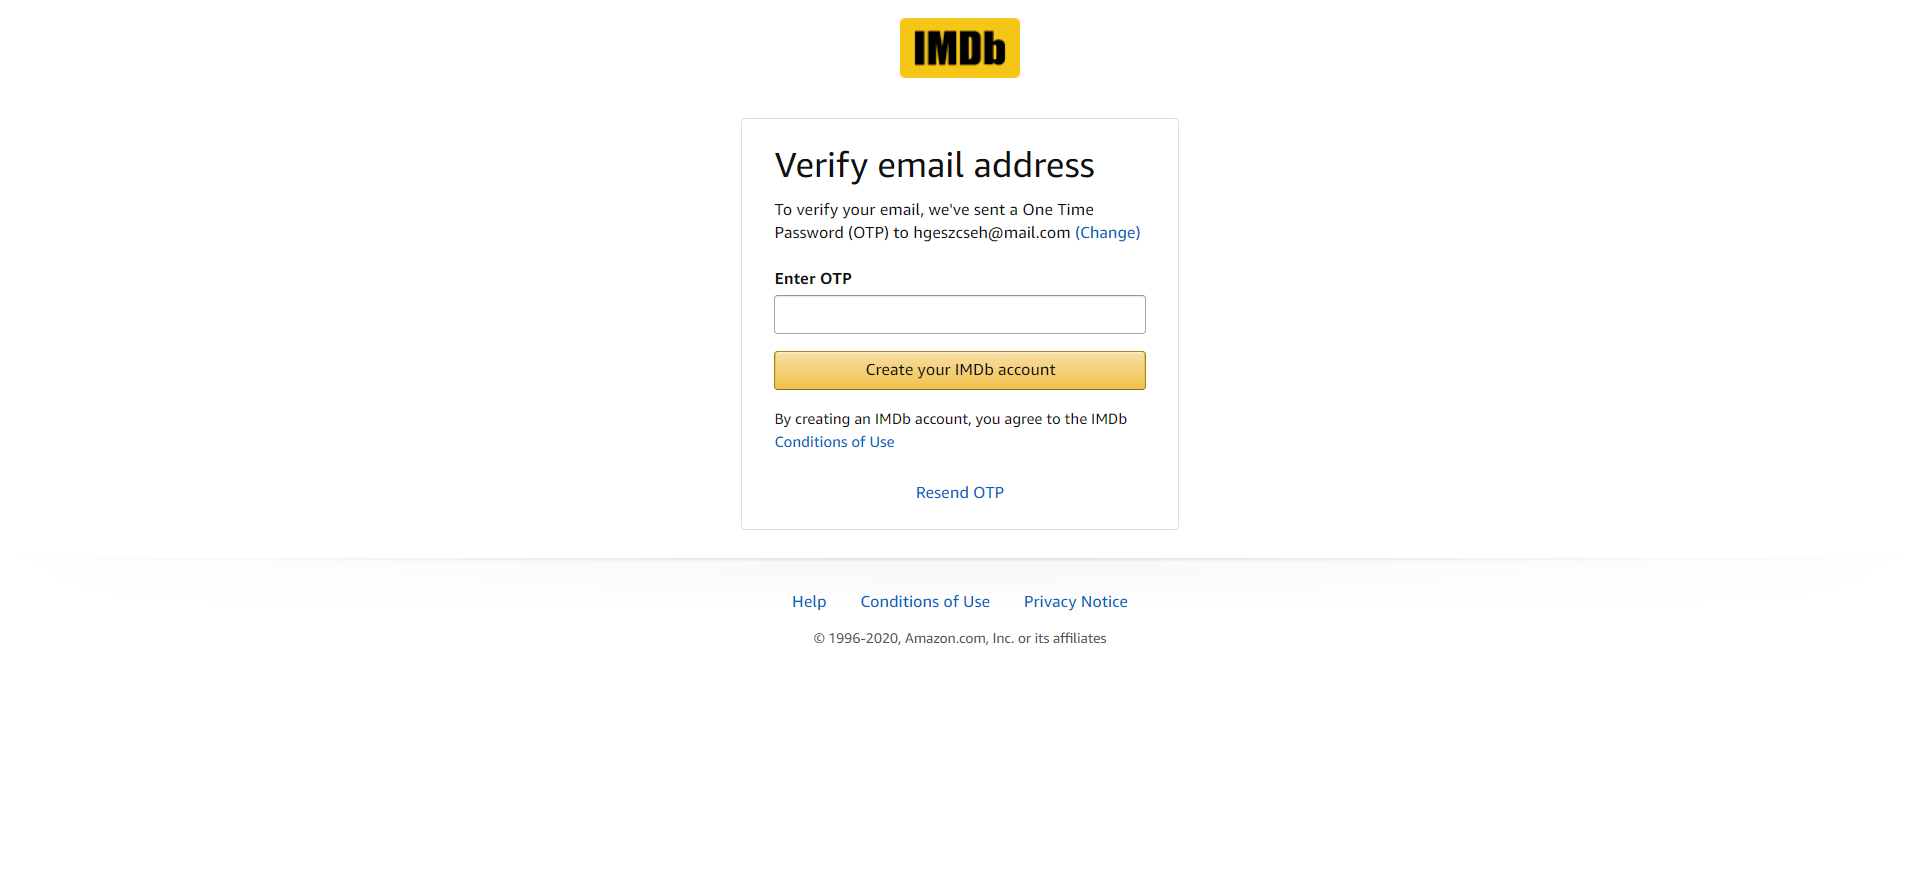 IMDb
Verify email address
To verify your email, we've sent a One Time
Password (OTP) to hgeszcseh@mail.com (Change)
Enter OTP
Create your IMDb account
By creating an IMDb account, you agree to the IMDb
Conditions of Use
Resend OTP
Help Conditions of Use Privacy Notice
© 1996-2020, Amazon.com, Inc. or its affiliates